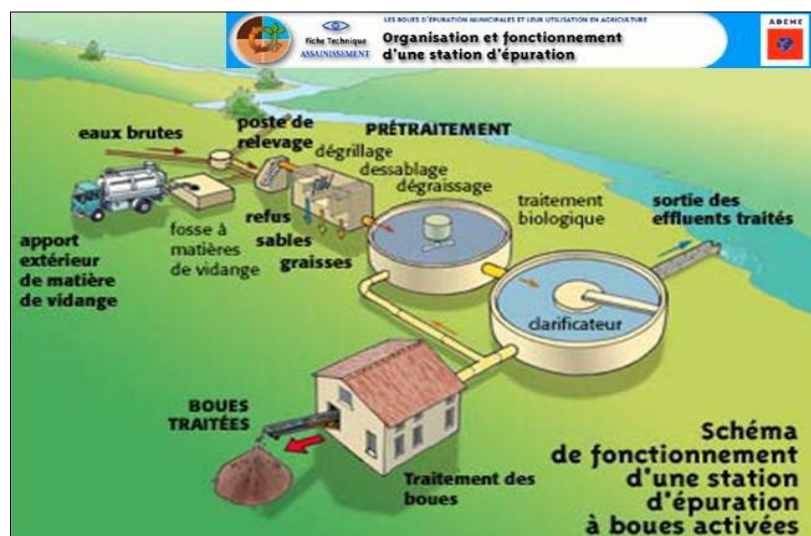 LES BOUES D'ÉPURATION MUNICIPALES ET LEUR UTILISATION EN AGRICULTURE
Fiche Technique
ASSAINISSEMENT
Organisation et fonctionnement
d'une station d'épuration
ADEME
eaux brutes
poste de
relevage
PRÉTRAITEMENT
dégrillage
dessablage
dégraissage
traitement
biologique
sortie des
effluents traités
apport
extérieur
de matière
de vidange
fosse à
matières
de vidange
refus
sables
graisses
clarificateur
BOUES
TRAITÉES
Traitement des
boues
Schéma
de fonctionnement
d'une station
d'épuration
à boues activées